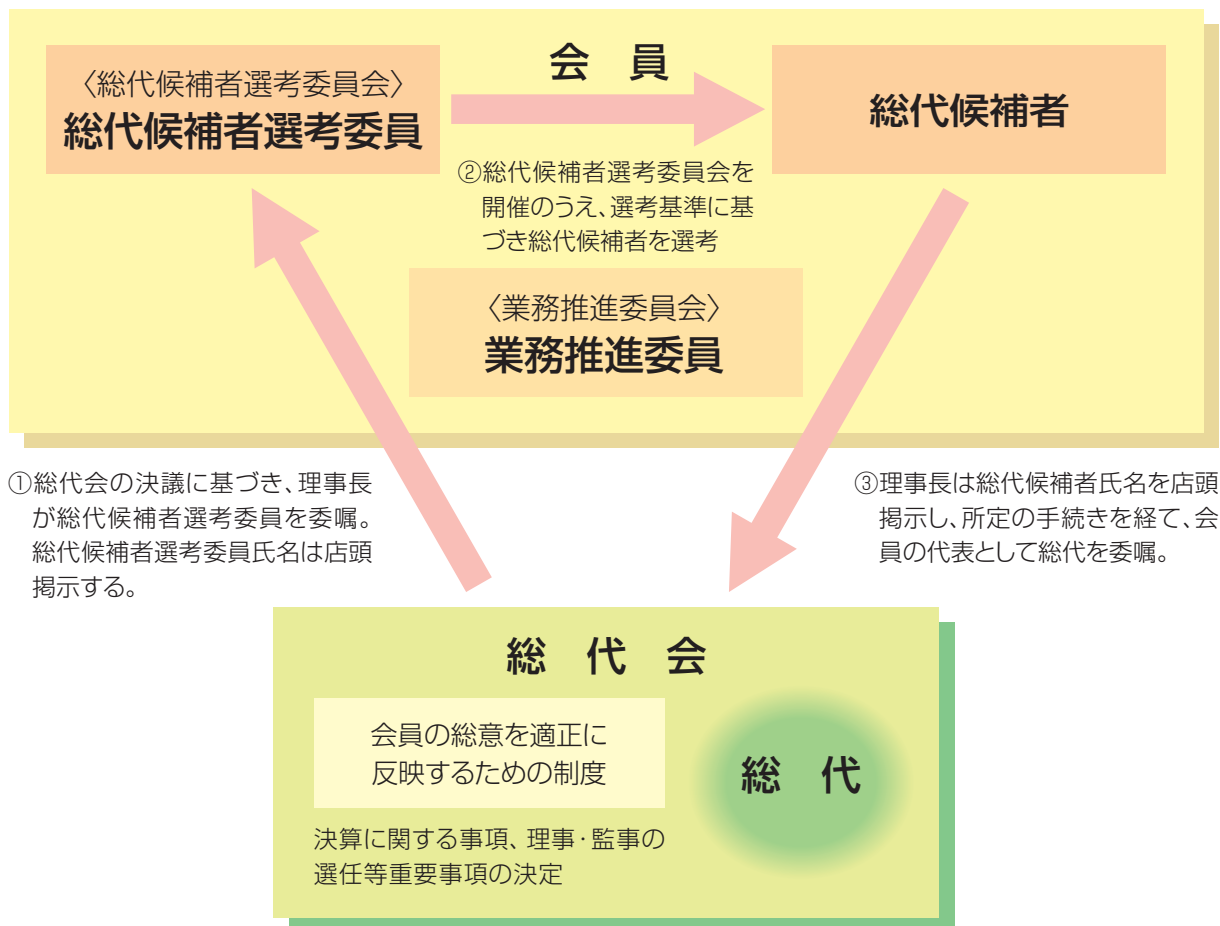 会 員
〈総代候補者選考委員会〉
総代候補者選考委員
総代候補者
②総代候補者選考委員会を
開催のうえ、選考基準に基
づき総代候補者を選考
〈業務推進委員会〉
業務推進委員
①総代会の決議に基づき、理事長
が総代候補者選考委員を委嘱。
総代候補者選考委員氏名は店頭
掲示する。
③理事長は総代候補者氏名を店頭
掲示し、所定の手続きを経て、会
員の代表として総代を委嘱。
総 代 会
会員の総意を適正に
反映するための制度
総 代
決算に関する事項、理事・監事の
選任等重要事項の決定